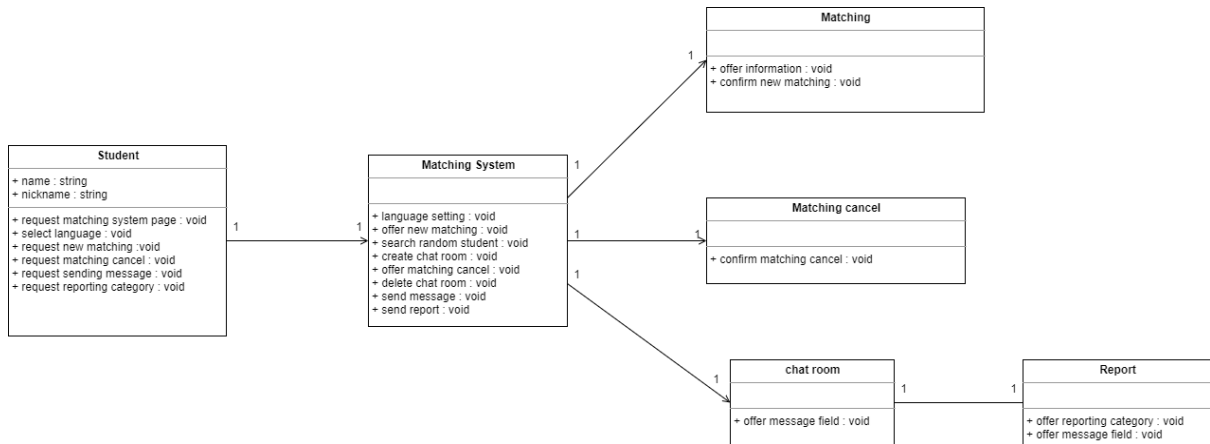 Matching
+ offer information : void
+ confirm new matching : void
1
1
Student
+ name : string
+ nickname : string
+ request matching system page : void
+ select language : void
+ request new matching :void
+ request matching cancel : void
+ request sending message : void
+ request reporting category : void
1
1
Matching System
+ language setting : void
+ offer new matching : void
+ search random student : void
+ create chat room : void
+ offer matching cancel : void
+ delete chat room : void
+ send message : void
+ send report : void
1
1
Matching cancel
+ confirm matching cancel : void
1
1
chat room
+ offer message field : void
1
1
Report
+ offer reporting category : void
+ offer message field : void